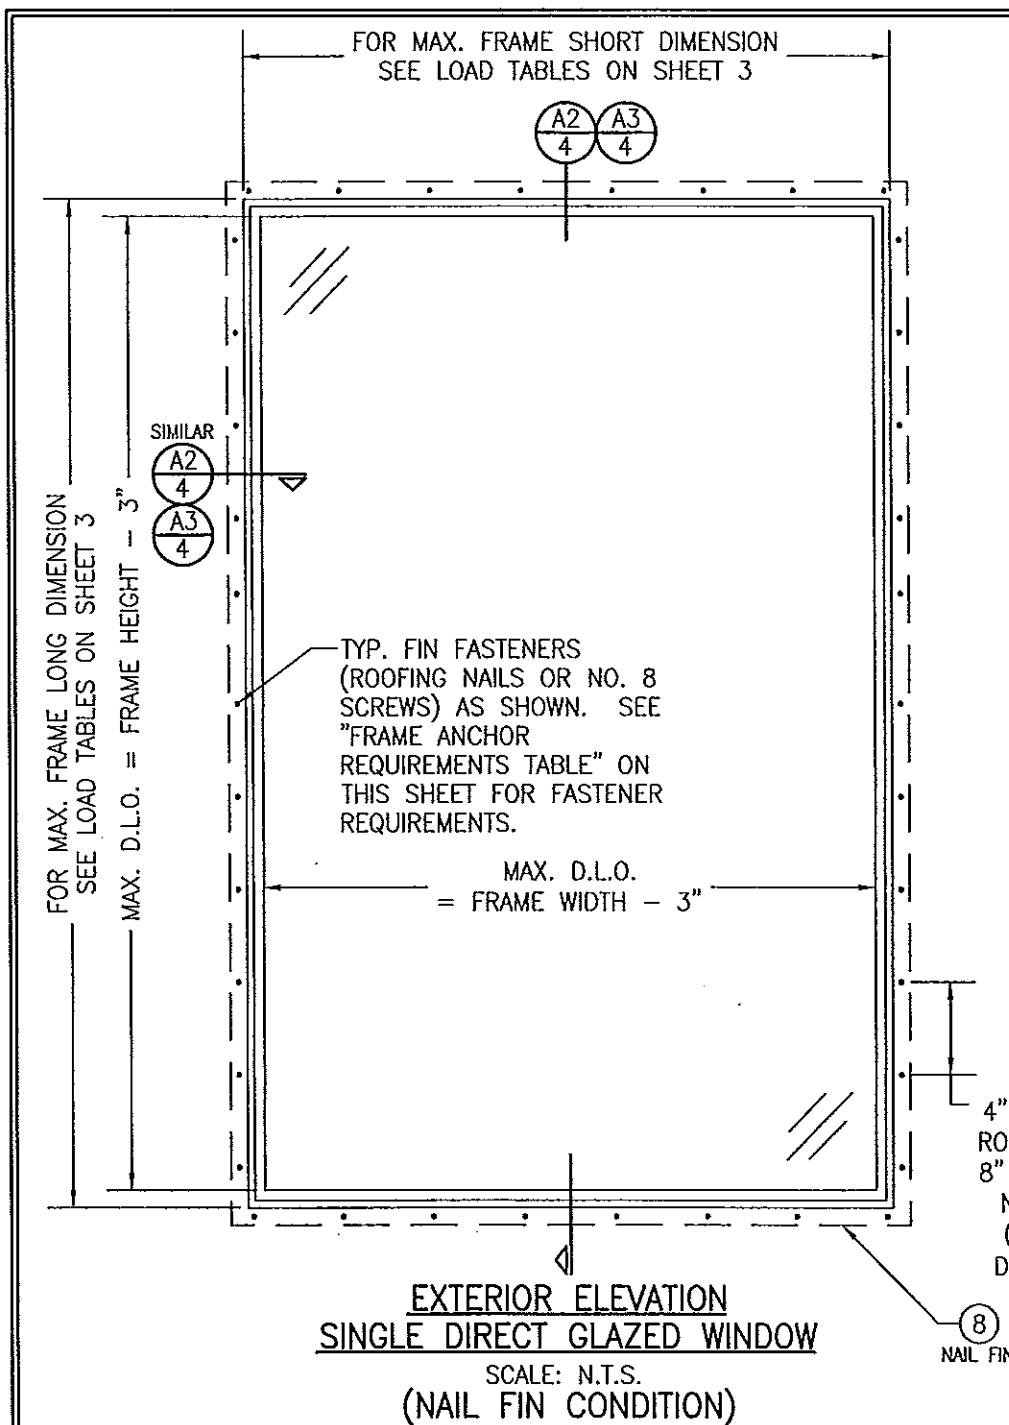 FOR MAX. FRAME SHORT DIMENSION
SEE LOAD TABLES ON SHEET 3
A2
4
A3
4
SIMILAR
A2
4
A3
4
FOR MAX. FRAME LONG DIMENSION
SEE LOAD TABLES ON SHEET 3
MAX. D.L.O. = FRAME HEIGHT - 3"
TYP. FIN FASTENERS
(ROOFING NAILS OR NO. 8
SCREWS) AS SHOWN. SEE
"FRAME ANCHOR
REQUIREMENTS TABLE" ON
THIS SHEET FOR FASTENER
REQUIREMENTS.
MAX. D.L.O.
= FRAME WIDTH - 3"
4"
RO
8"
N
(
D
8
NAIL FIN
EXTERIOR ELEVATION
SINGLE DIRECT GLAZED WINDOW
SCALE: N.T.S.
(NAIL FIN CONDITION)